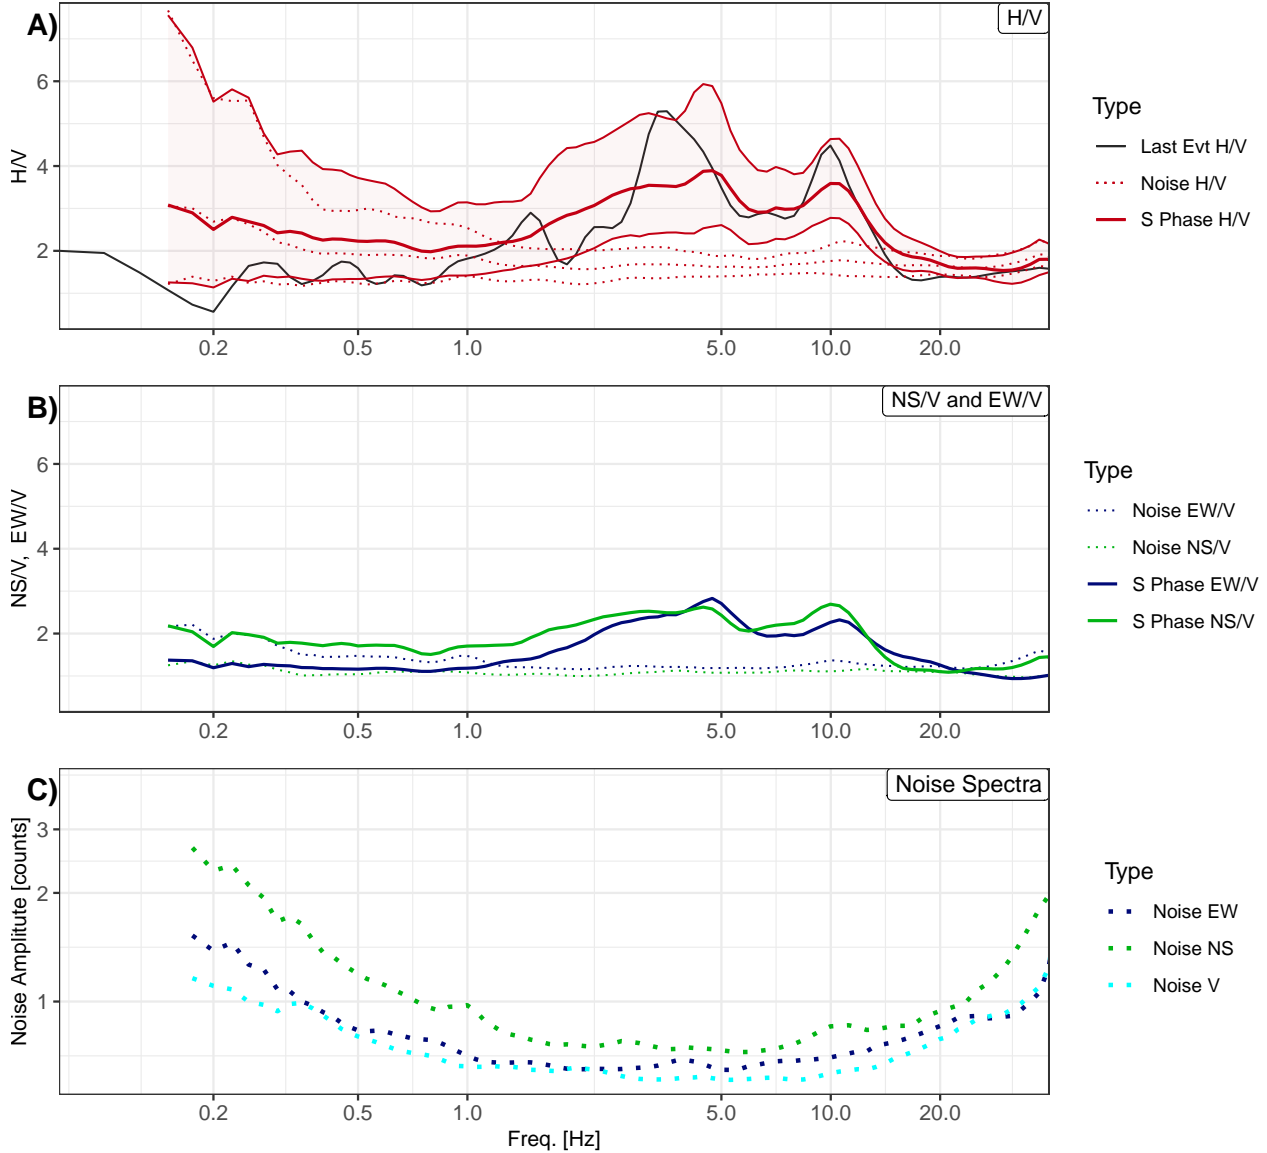 A)
H/V
H/V
6
4
2
0.2 0.5 1.0 5.0 10.0 20.0
Type
Last Evt H/V
Noise H/V
S Phase H/V
B)
NS/V and EW/V
NS/V, EW/V
6
4
2
0.2 0.5 1.0 5.0 10.0 20.0
Type
Noise EW/V
Noise NS/V
S Phase EW/V
S Phase NS/V
C)
Noise Spectra
Noise Amplitude [counts]
3
2
1
0.2 0.5 1.0 5.0 10.0 20.0
Freq. [Hz]
Type
Noise EW
Noise NS
Noise V